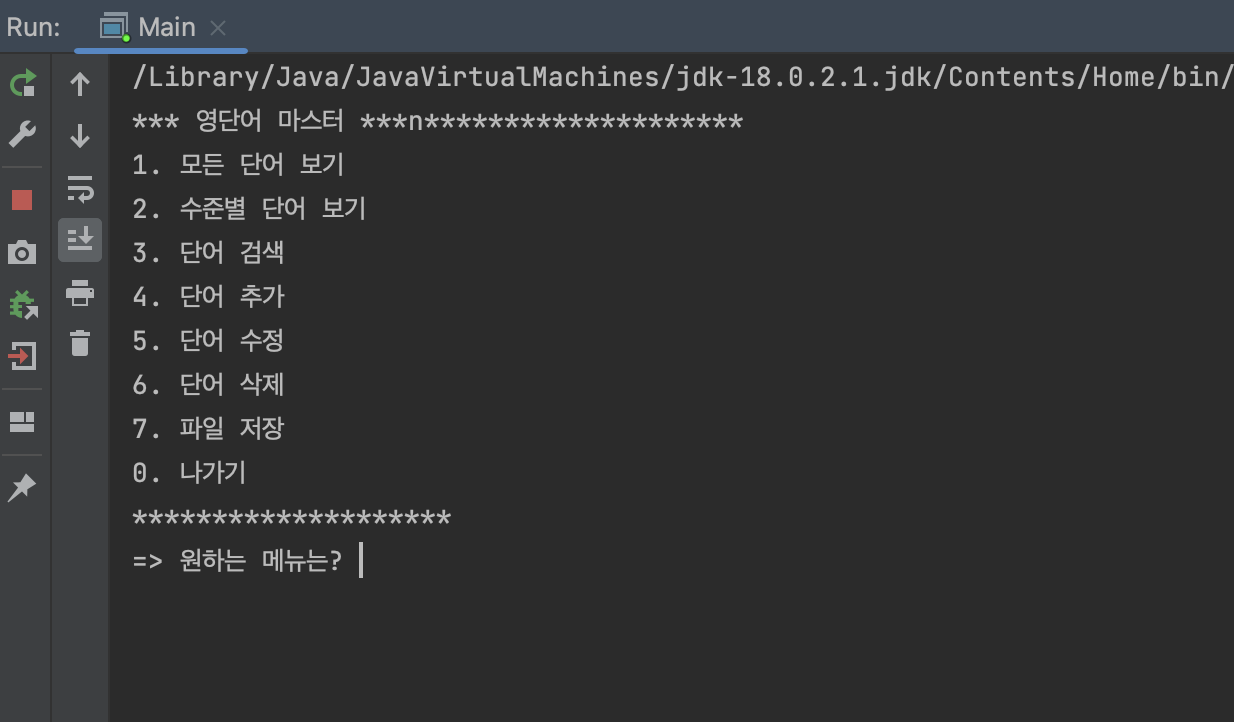 Run: Main
/Library/Java/JavaVirtualMachines/jdk-18.0.2.1.jdk/Contents/Home/bin/
*** 영단어 마스터 ***n********************
1. 모든 단어 보기
2. 수준별 단어 보기
3. 단어 검색
4. 단어 추가
5. 단어 수정
6. 단어 삭제
7. 파일 저장
0. 나가기
********************
=> 원하는 메뉴는?